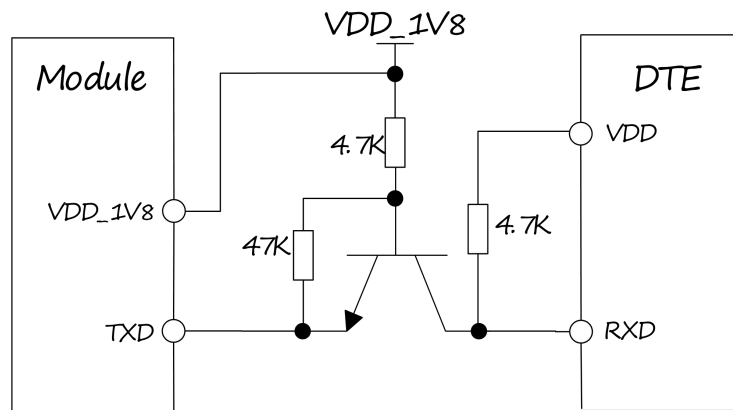 VDD_1V8
Module
DTE
4.7K
VDD
VDD_1V8
47K
4.7K
TXD
RXD